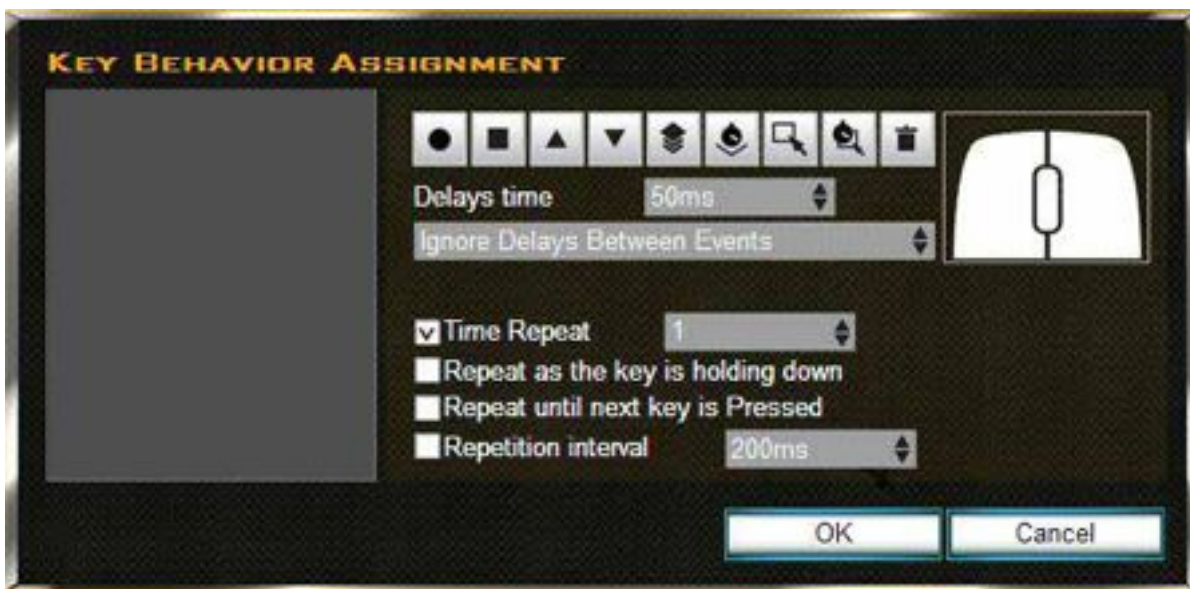 KEY BEHAVIOR ASSIGNMENT
Delays time 50ms
Ignore Delays Between Events
Time Repeat 1
Repeat as the key is holding down
Repeat until next key is Pressed
Repetition interval 200ms
OK Cancel